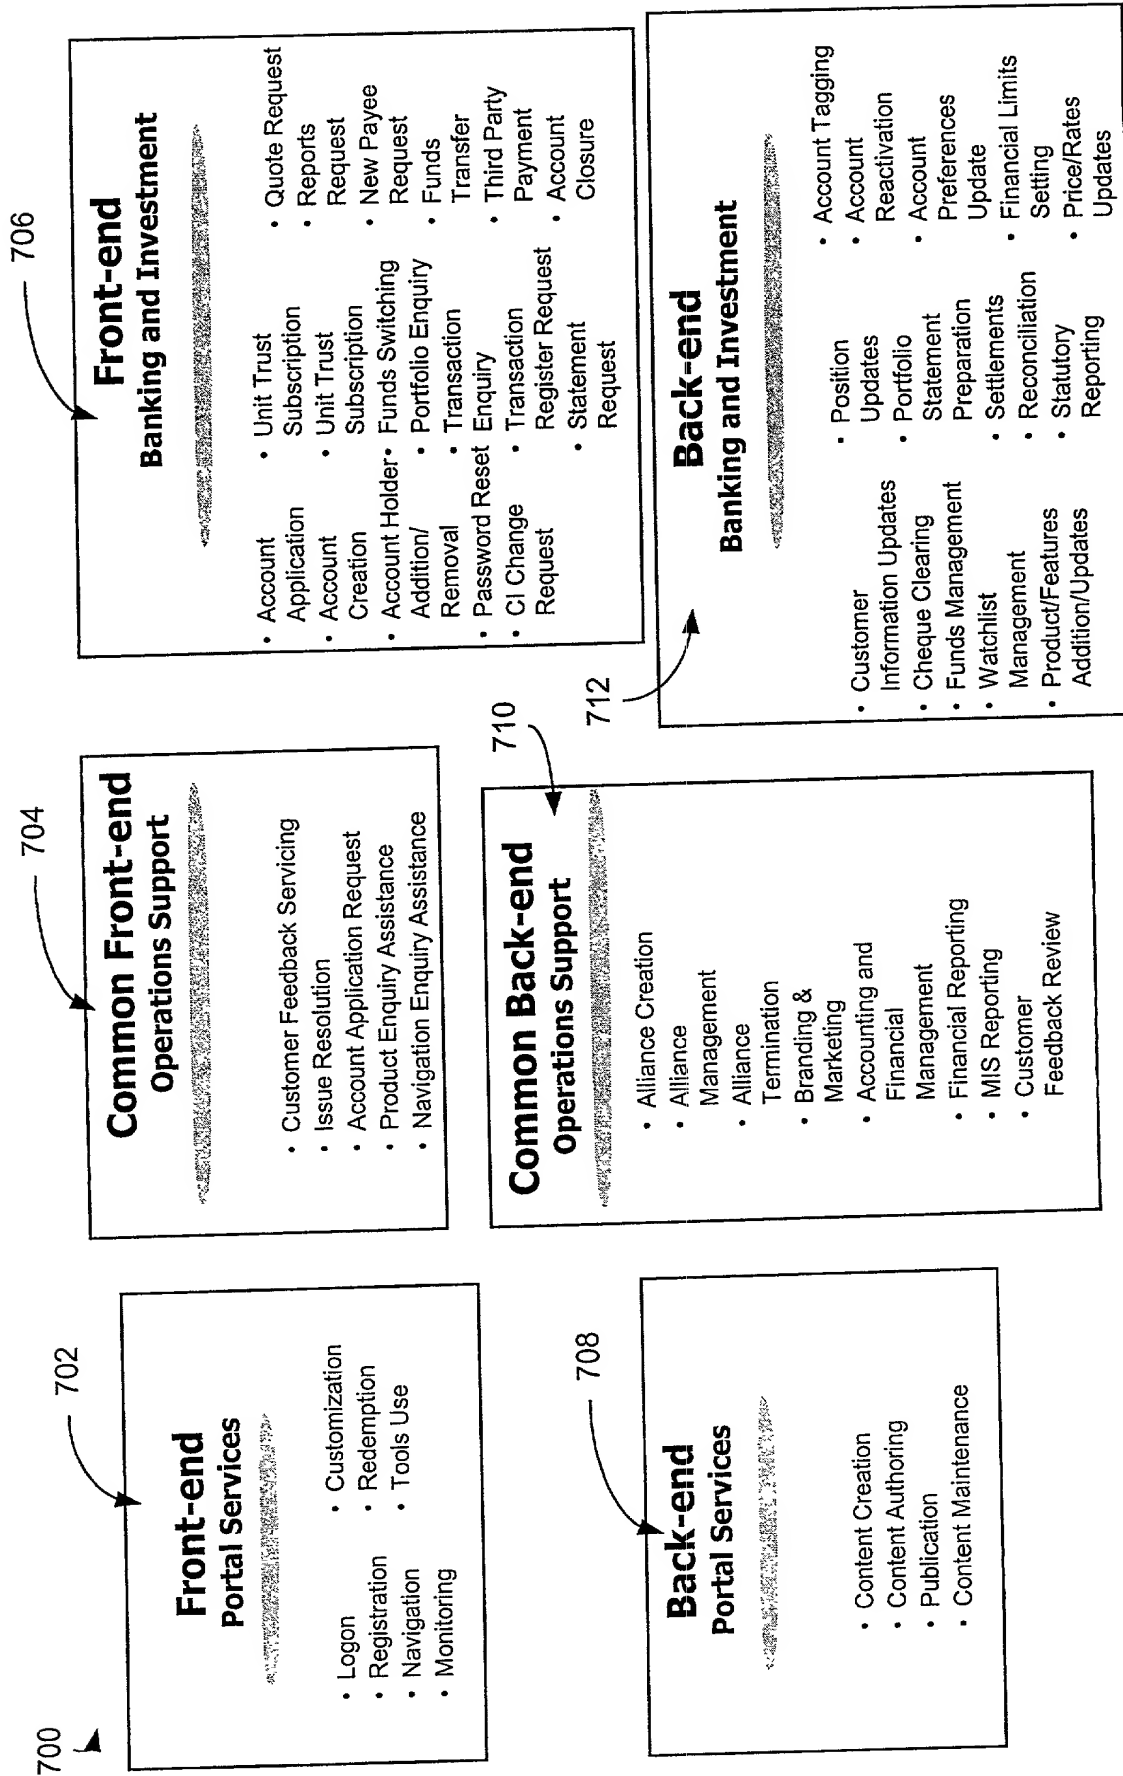 700
702
Front-end
Portal Services
• Logon
• Registration
• Navigation
• Monitoring
• Customization
• Redemption
• Tools Use
704
Common Front-end
Operations Support
• Customer Feedback Servicing
• Issue Resolution
• Account Application Request
• Product Enquiry Assistance
• Navigation Enquiry Assistance
706
Front-end
Banking and Investment
• Account
Application
• Account
Creation
• Account Holder
Addition/
Removal
• Password Reset
• CI Change
Request
• Unit Trust
Subscription
• Unit Trust
Subscription
• Funds Switching
• Portfolio Enquiry
• Transaction
Enquiry
• Transaction
Register Request
• Statement
Request
• Quote Request
• Reports
Request
• New Payee
Request
• Funds
Transfer
• Third Party
Payment
• Account
Closure
708
Back-end
Portal Services
• Content Creation
• Content Authoring
• Publication
• Content Maintenance
710
Common Back-end
Operations Support
• Alliance Creation
• Alliance
Management
• Alliance
Termination
• Branding &
Marketing
• Accounting and
Financial
Management
• Financial Reporting
• MIS Reporting
• Customer
Feedback Review
712
Back-end
Banking and Investment
• Customer
Information Updates
• Cheque Clearing
• Funds Management
• Watchlist
Management
• Product/Features
Addition/Updates
• Position
Updates
• Portfolio
Statement
Preparation
• Settlements
• Reconciliation
• Statutory
Reporting
• Account Tagging
• Account
Reactivation
• Account
Preferences
Update
• Financial Limits
Setting
• Price/Rates
Updates